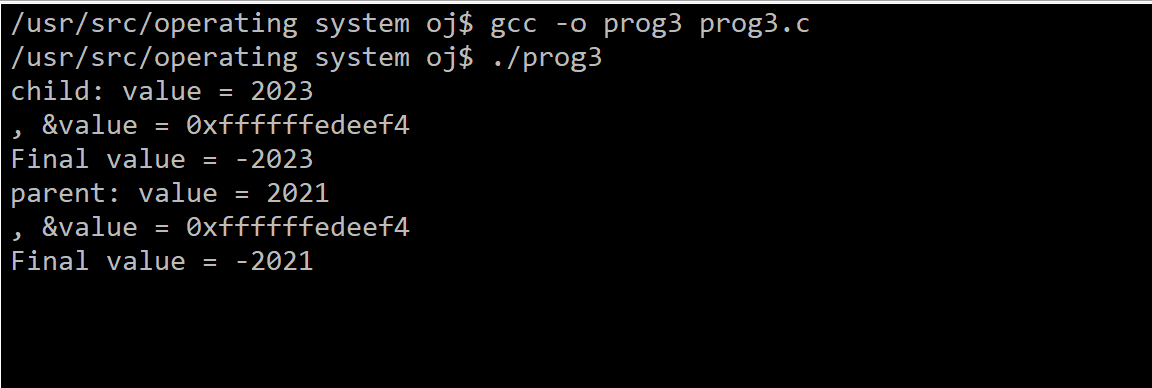 /usr/src/operating system oj$ gcc -o prog3 prog3.c
/usr/src/operating system oj$ ./prog3
child: value = 2023
, &value = 0xffffffedeef4
Final value = -2023
parent: value = 2021
, &value = 0xffffffedeef4
Final value = -2021